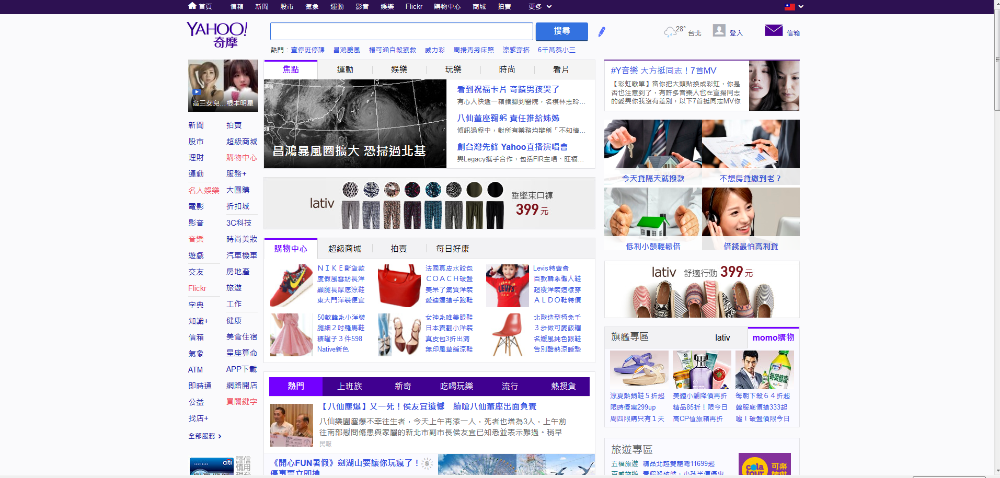 首頁 信箱 新聞 股市 氣象 運動 影音 娛樂 Flickr 購物中心 商城 拍賣 更多
YAHOO!
奇摩
搜尋
28° 台北 登入 信箱
熱門：查停班停課 昌鴻颱風 楊可涵自殺獲救 威力彩 周揚青秀床照 涼感穿搭 6千萬養小三
高三女兒…根本明星
新聞 拍賣
股市 超級商城
理財 購物中心
運動 服務+
名人娛樂 大團購
電影 折扣城
影音 3C科技
音樂 時尚美妝
遊戲 汽車機車
交友 房地產
Flickr 旅遊
字典 工作
知識+ 健康
信箱 美食住宿
氣象 星座算命
ATM APP下載
即時通 網路開店
公益 買關鍵字
找店+
全部服務
citi
焦點 運動 娛樂 玩樂 時尚 看片
30N
20
昌鴻暴風圈擴大 恐掃過北基
看到祝福卡片 奇蹟男孩哭了
有心人快遞一箱豬腳到醫院，名模林志玲…
八仙董座鞠躬 責任推給姊姊
偵訊過程中，對所有業務均辯稱「不知情…
創台灣先鋒 Yahoo直播演唱會
與Legacy攜手合作，包括FIR主唱、旺福…
lativ
垂墜束口褲
399元
購物中心 超級商城 拍賣 每日好康
ＮＩＫＥ斷貨款
度假風雪紡長洋
顯腿長厚底涼鞋
東大門洋裝便宜
法國真皮水餃包
ＣＯＡＣＨ破盤
美呆了氣質洋裝
愛迪達搶手跑鞋
LEVI'S
Levis特賣會
百款韓系懶人鞋
超瘦洋裝這樣穿
ＡＬＤＯ鞋特價
50款韓系小洋裝
腿細２吋羅馬鞋
糖罐子３件598
Native新色
女神系唯美跟鞋
日本賣翻小洋裝
真皮包3折出清
無印風草編涼鞋
北歐造型椅免千
３步做可愛飯糰
名媛風純色跟鞋
告別酷熱涼睡墊
熱門 上班族 新奇 吃喝玩樂 流行 熱搜貨
【八仙塵爆】又一死！侯友宜遺憾　續嗆八仙董座出面負責
八仙樂園塵爆不幸往生者，今天上午再添一人，死者也增為3人，上午前
往南部慰問傷患與家屬的新北市副市長侯友宜已知悉並表示難過。稍早
民報
《開心FUN暑假》劍湖山要讓你玩瘋了！
優惠票立即搶
#Y音樂 大方挺同志！7首MV
【彩虹歌單】當你把大頭貼換成彩虹，你是
否也注意到了，有許多音樂人也在宣揚同志
的愛與你我沒有差別，以下7首挺同志MV你
今天貸隔天就撥款 不想房貸繳到老？
低利小額輕鬆借 借錢最怕高利貸
lativ 舒適行動 399元
旗艦專區 lativ momo購物
每朝健康
涼夏熱銷鞋５折起 美體小舖降價再折 每朝下殺６４折起
限時優惠299up 精品85折！限今日 韓服底價搶333起
周四限購只有１天 高CP值旅箱再折 噓！破盤價限今日
旅遊專區
五福旅遊 精品北越雙龍灣11699起
百威旅遊 暑假殺破盤，小孩半價優惠
cola tour 可樂旅遊